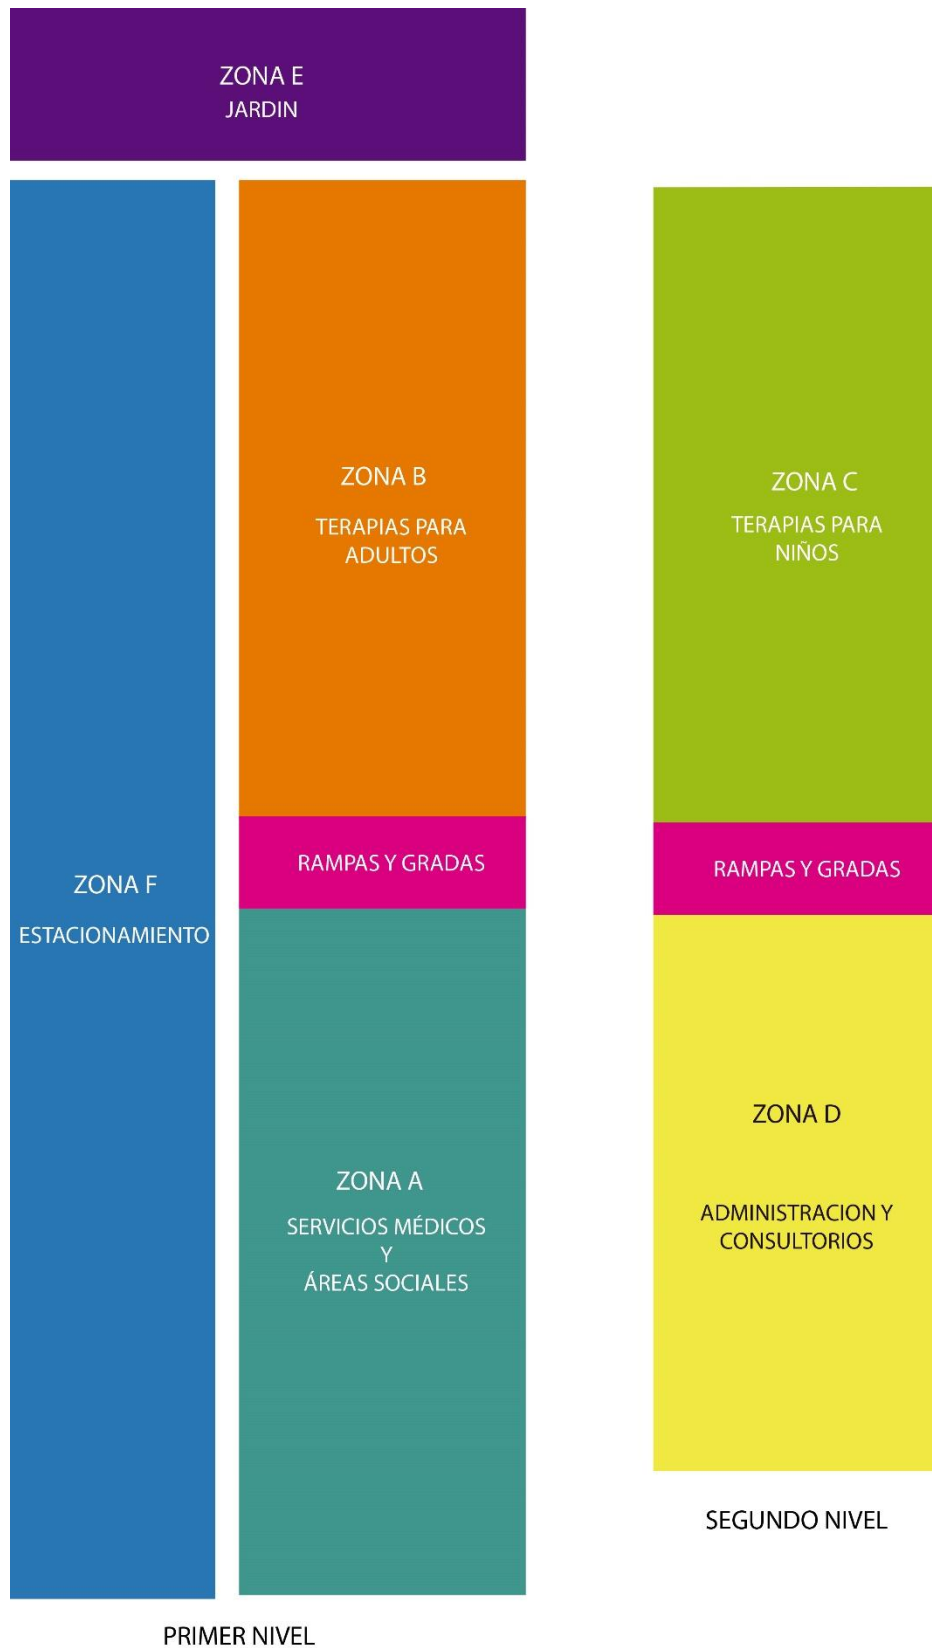 ZONA E
JARDIN
ZONA B
TERAPIAS PARA
ADULTOS
ZONA C
TERAPIAS PARA
NIÑOS
RAMPAS Y GRADAS
RAMPAS Y GRADAS
ZONA F
ESTACIONAMIENTO
ZONA D
ADMINISTRACION Y
CONSULTORIOS
ZONA A
SERVICIOS MÉDICOS
Y
ÁREAS SOCIALES
SEGUNDO NIVEL
PRIMER NIVEL